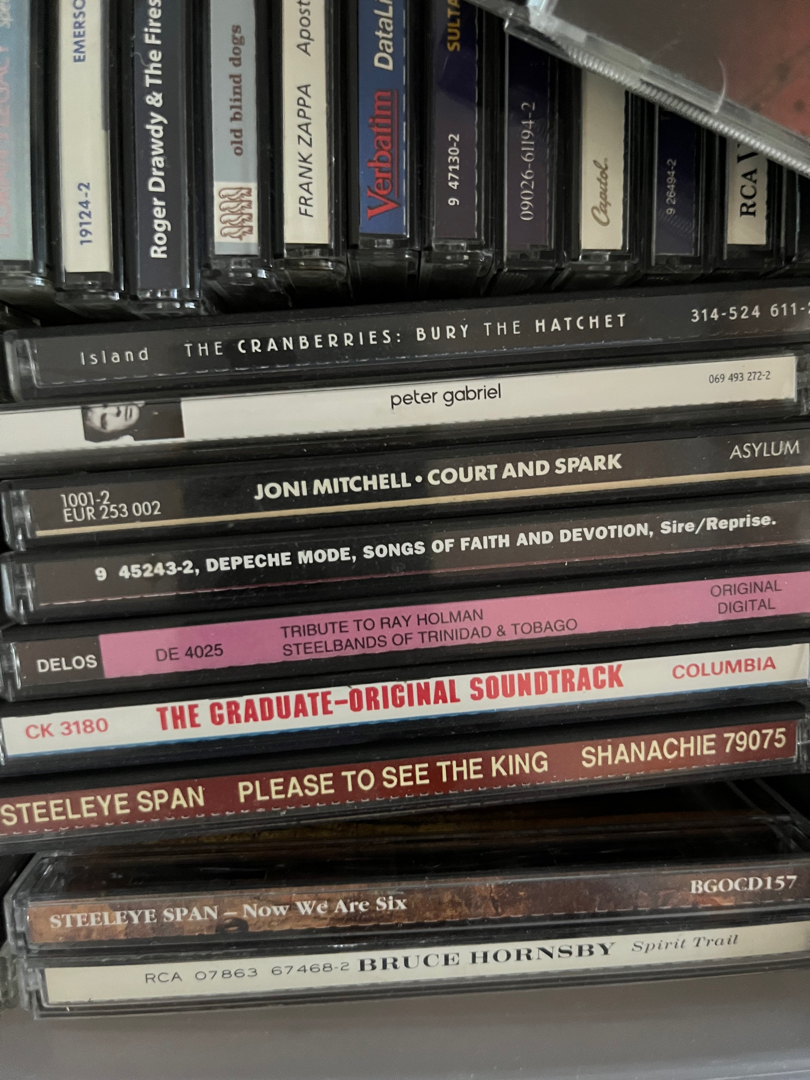 19124-2 EMERSO
Roger Drawdy & The Fires
old blind dogs
FRANK ZAPPA Apost
Verbatim DataLi
9 47130-2 SULTA
09026-61194-2
Capitol.
9 26494-2
RCA
Island THE CRANBERRIES: BURY THE HATCHET 314-524 611-2
peter gabriel 069 493 272-2
1001-2
EUR 253 002
JONI MITCHELL • COURT AND SPARK ASYLUM
9 45243-2, DEPECHE MODE, SONGS OF FAITH AND DEVOTION, Sire/Reprise.
DELOS DE 4025
TRIBUTE TO RAY HOLMAN
STEELBANDS OF TRINIDAD & TOBAGO
ORIGINAL
DIGITAL
CK 3180 THE GRADUATE–ORIGINAL SOUNDTRACK COLUMBIA
STEELEYE SPAN PLEASE TO SEE THE KING SHANACHIE 79075
STEELEYE SPAN – Now We Are Six BGOCD157
RCA 07863 67468-2 BRUCE HORNSBY Spirit Trail